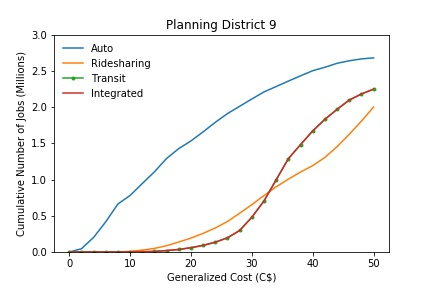 Planning District 9
Cumulative Number of Jobs (Millions)
3.0
2.5
2.0
1.5
1.0
0.5
0.0
Auto
Ridesharing
Transit
Integrated
0 10 20 30 40 50
Generalized Cost (C$)